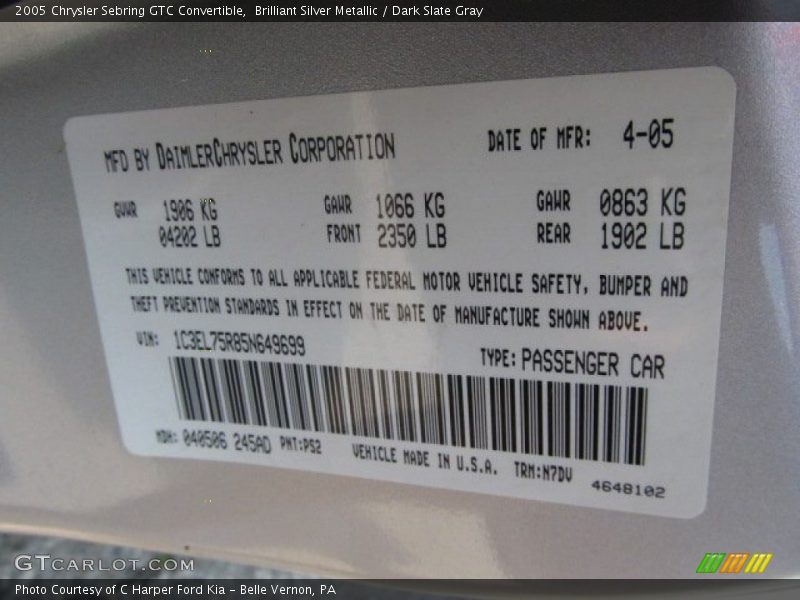 2005 Chrysler Sebring GTC Convertible, Brilliant Silver Metallic / Dark Slate Gray
MFD BY DAIMLERCHRYSLER CORPORATION DATE OF MFR: 4-05
GVWR 1906 KG GAWR 1066 KG GAWR 0863 KG
04202 LB FRONT 2350 LB REAR 1902 LB
THIS VEHICLE CONFORMS TO ALL APPLICABLE FEDERAL MOTOR VEHICLE SAFETY, BUMPER AND
THEFT PREVENTION STANDARDS IN EFFECT ON THE DATE OF MANUFACTURE SHOWN ABOVE.
VIN: 1C3EL75R85N649699 TYPE: PASSENGER CAR
MDH: 040506 245AD PNT:PS2 VEHICLE MADE IN U.S.A. TRM:N7DV 4648102
GTCARLOT.COM
Photo Courtesy of C Harper Ford Kia - Belle Vernon, PA